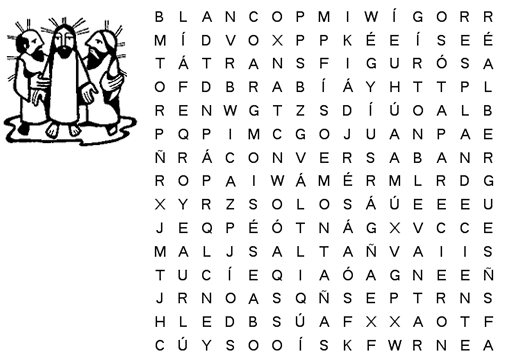 B L A N C O P M I W Í G O R R
M Í D V O X P P K É E Í S E É
T Á T R A N S F I G U R Ó S A
O F D B R A B Í Á Y H T T P L
R E N W G T Z S D Í Ú O A L B
P Q P I M C G O J U A N P A E
Ñ R Á C O N V E R S A B A N R
R O P A I W Á M É R M L R D G
X Y R Z S O L O S Á Ú E E E U
J E Q P É Ó T N Á G X V C C E
M A L J S A L T A Ñ V A I I S
T U C Í E Q I A Ó A G N E E Ñ
J R N O A S Q Ñ S E P T R N S
H L E D B S Ú A F X X A O T F
C Ú Y S O O Í S K F W R N E A